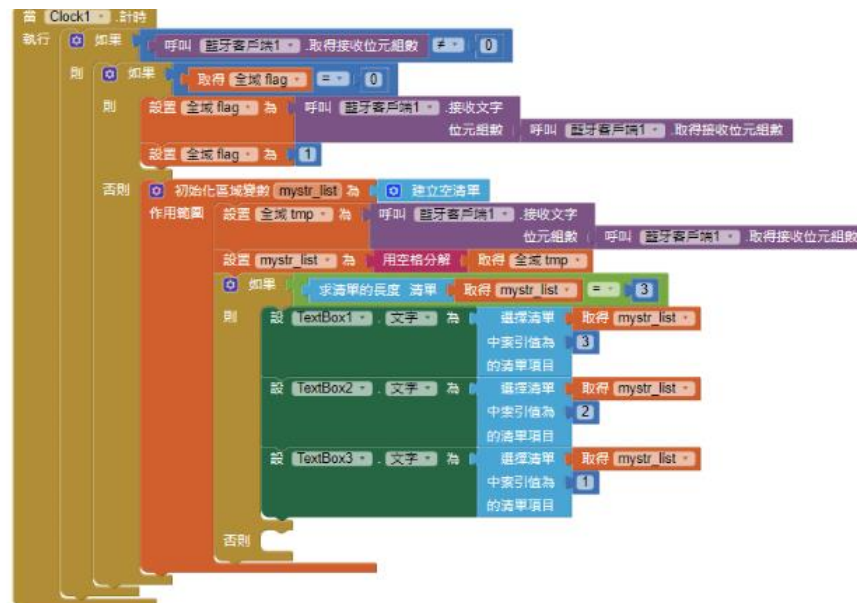 當 Clock1 .計時
執行 如果 呼叫 藍牙客戶端1 .取得接收位元組數 ≠ 0
則 如果 取得 全域 flag = 0
則 設置 全域 flag 為 呼叫 藍牙客戶端1 .接收文字
位元組數 呼叫 藍牙客戶端1 .取得接收位元組數
設置 全域 flag 為 1
否則 初始化區域變數 mystr_list 為 建立空清單
作用範圍 設置 全域 tmp 為 呼叫 藍牙客戶端1 .接收文字
位元組數 呼叫 藍牙客戶端1 .取得接收位元組數
設置 mystr_list 為 用空格分解 取得 全域 tmp
如果 求清單的長度 清單 取得 mystr_list = 3
則 設 TextBox1 . 文字 為 選擇清單 取得 mystr_list
中索引值為 3
的清單項目
設 TextBox2 . 文字 為 選擇清單 取得 mystr_list
中索引值為 2
的清單項目
設 TextBox3 . 文字 為 選擇清單 取得 mystr_list
中索引值為 1
的清單項目
否則